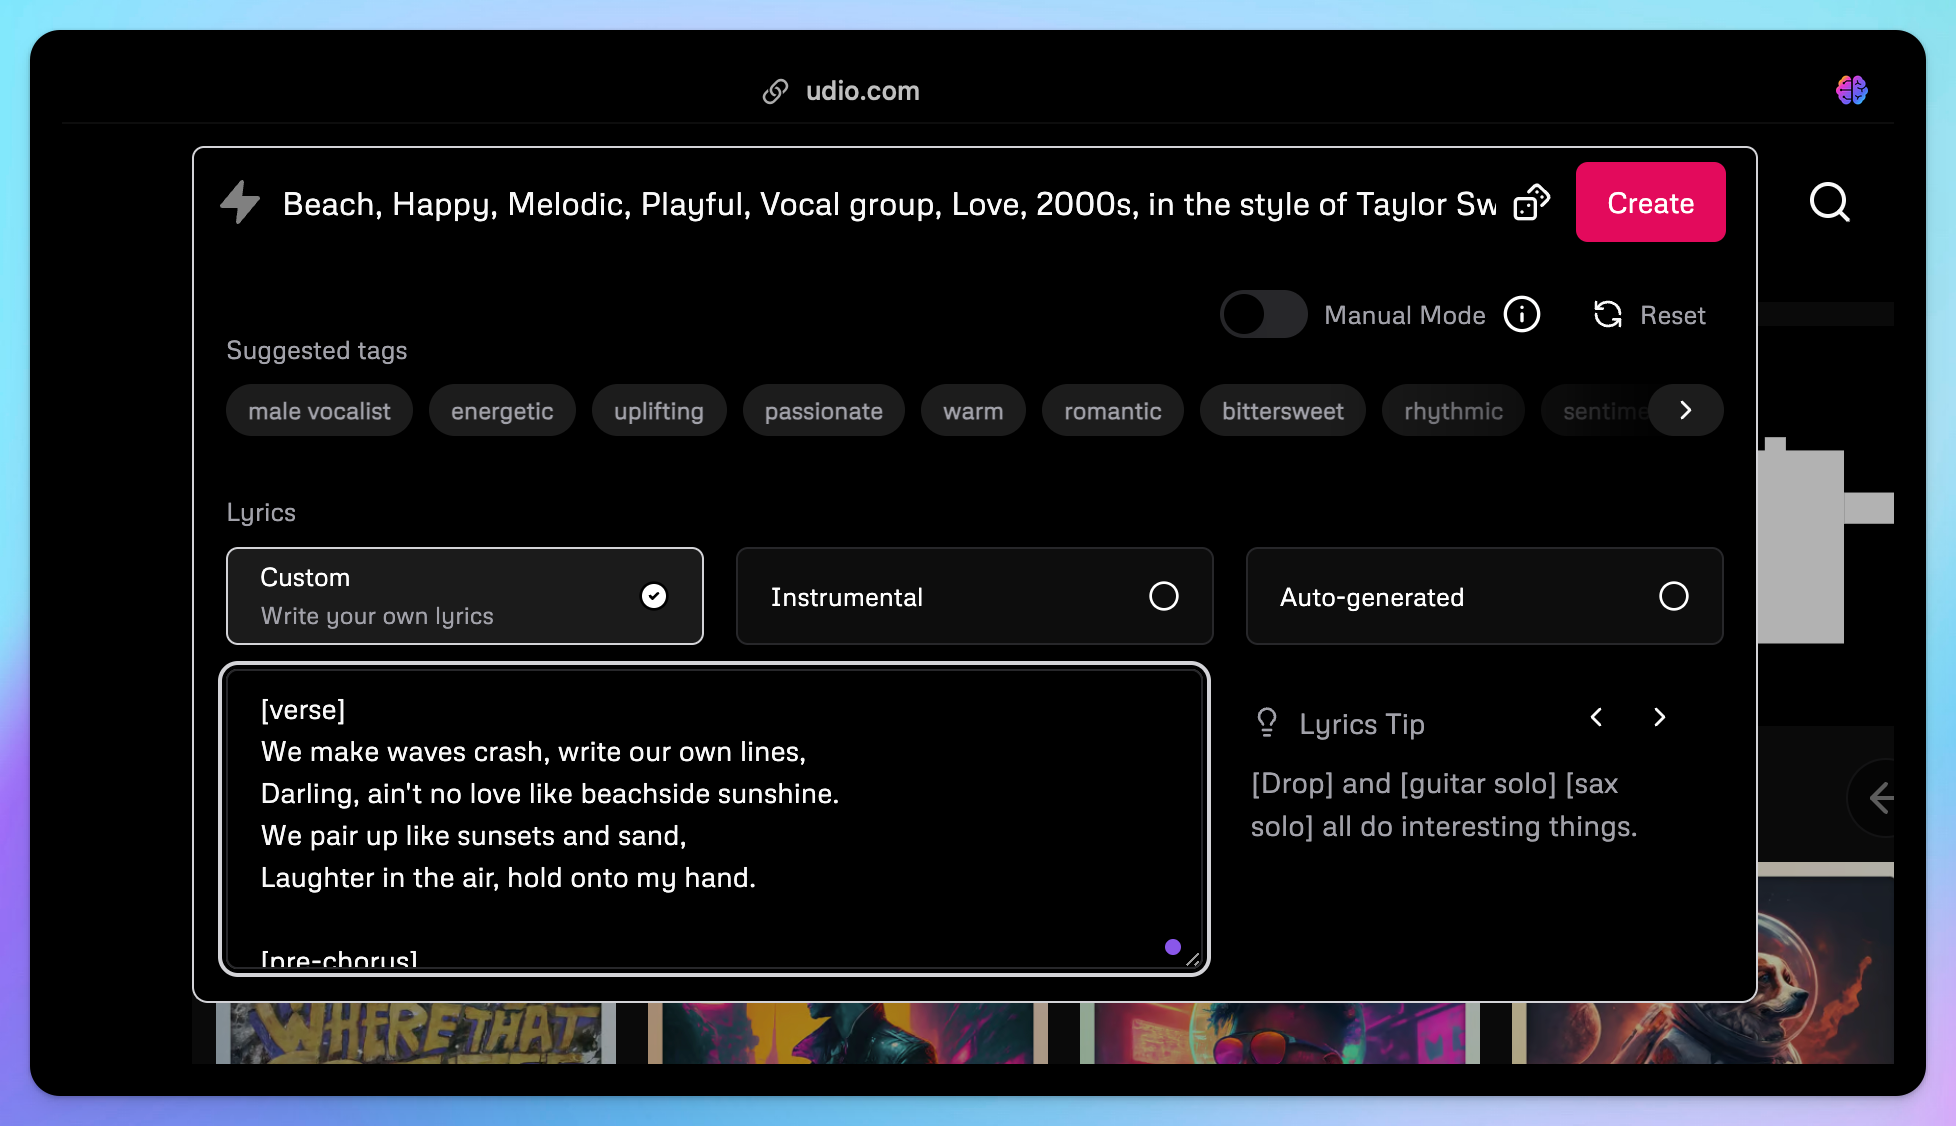 udio.com
Beach, Happy, Melodic, Playful, Vocal group, Love, 2000s, in the style of Taylor Sw
Create
Manual Mode
Reset
Suggested tags
male vocalist
energetic
uplifting
passionate
warm
romantic
bittersweet
rhythmic
sentime
Lyrics
Custom
Write your own lyrics
Instrumental
Auto-generated
[verse]
We make waves crash, write our own lines,
Darling, ain't no love like beachside sunshine.
We pair up like sunsets and sand,
Laughter in the air, hold onto my hand.
[pre-chorus]
Lyrics Tip
[Drop] and [guitar solo] [sax
solo] all do interesting things.
WHERE THAT